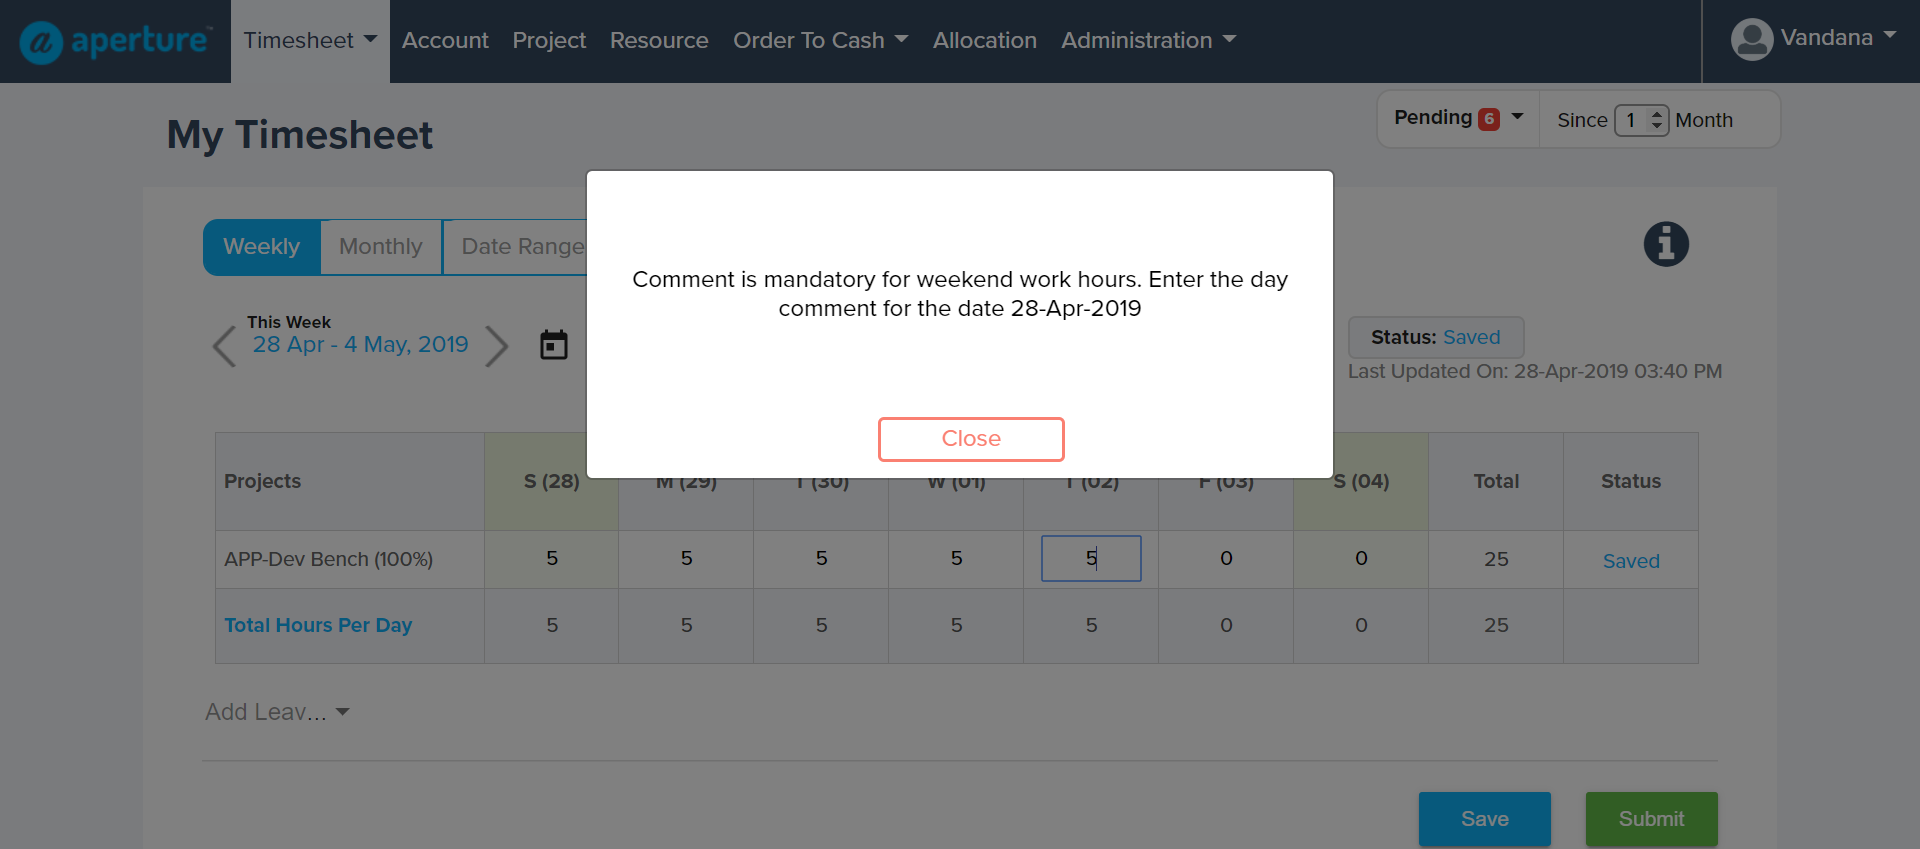 aperture™ Timesheet Account Project Resource Order To Cash Allocation Administration Vandana
My Timesheet
Pending 6 Since 1 Month
Comment is mandatory for weekend work hours. Enter the day
comment for the date 28-Apr-2019
Close
Weekly Monthly Date Range
This Week
28 Apr - 4 May, 2019
Status: Saved
Last Updated On: 28-Apr-2019 03:40 PM
Projects S (28) M (29) T (30) W (01) T (02) F (03) S (04) Total Status
APP-Dev Bench (100%) 5 5 5 5 5 0 0 25 Saved
Total Hours Per Day 5 5 5 5 5 0 0 25
Add Leav...
Save Submit